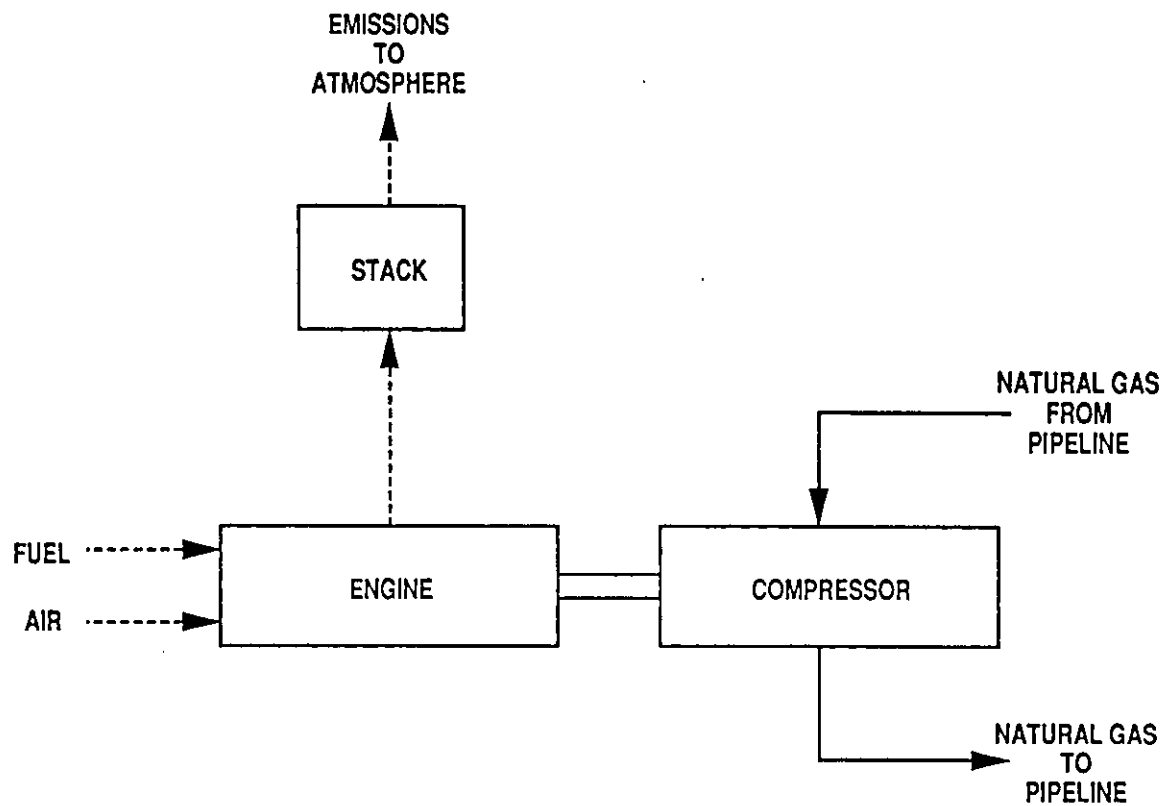 EMISSIONS
TO
ATMOSPHERE
STACK
NATURAL GAS
FROM
PIPELINE
FUEL
AIR
ENGINE
COMPRESSOR
NATURAL GAS
TO
PIPELINE